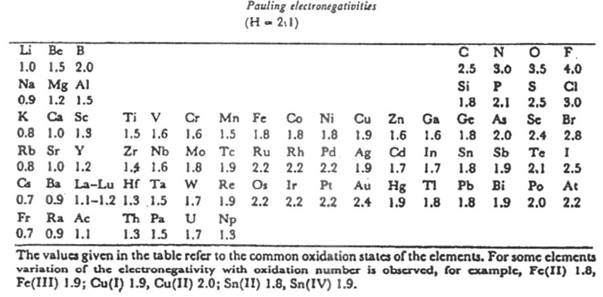 Pauling electronegativities
(H = 2.1)
Li Be B C N O F
1.0 1.5 2.0 2.5 3.0 3.5 4.0
Na Mg Al Si P S Cl
0.9 1.2 1.5 1.8 2.1 2.5 3.0
K Ca Sc Ti V Cr Mn Fe Co Ni Cu Zn Ga Ge As Se Br
0.8 1.0 1.3 1.5 1.6 1.6 1.5 1.8 1.8 1.8 1.9 1.6 1.6 1.8 2.0 2.4 2.8
Rb Sr Y Zr Nb Mo Tc Ru Rh Pd Ag Cd In Sn Sb Te I
0.8 1.0 1.2 1.4 1.6 1.8 1.9 2.2 2.2 2.2 1.9 1.7 1.7 1.8 1.9 2.1 2.5
Cs Ba La-Lu Hf Ta W Re Os Ir Pt Au Hg Tl Pb Bi Po At
0.7 0.9 1.1-1.2 1.3 1.5 1.7 1.9 2.2 2.2 2.2 2.4 1.9 1.8 1.8 1.9 2.0 2.2
Fr Ra Ac Th Pa U Np
0.7 0.9 1.1 1.3 1.5 1.7 1.3
The values given in the table refer to the common oxidation states of the elements. For some elements
variation of the electronegativity with oxidation number is observed, for example, Fe(II) 1.8,
Fe(III) 1.9; Cu(I) 1.9, Cu(II) 2.0; Sn(II) 1.8, Sn(IV) 1.9.